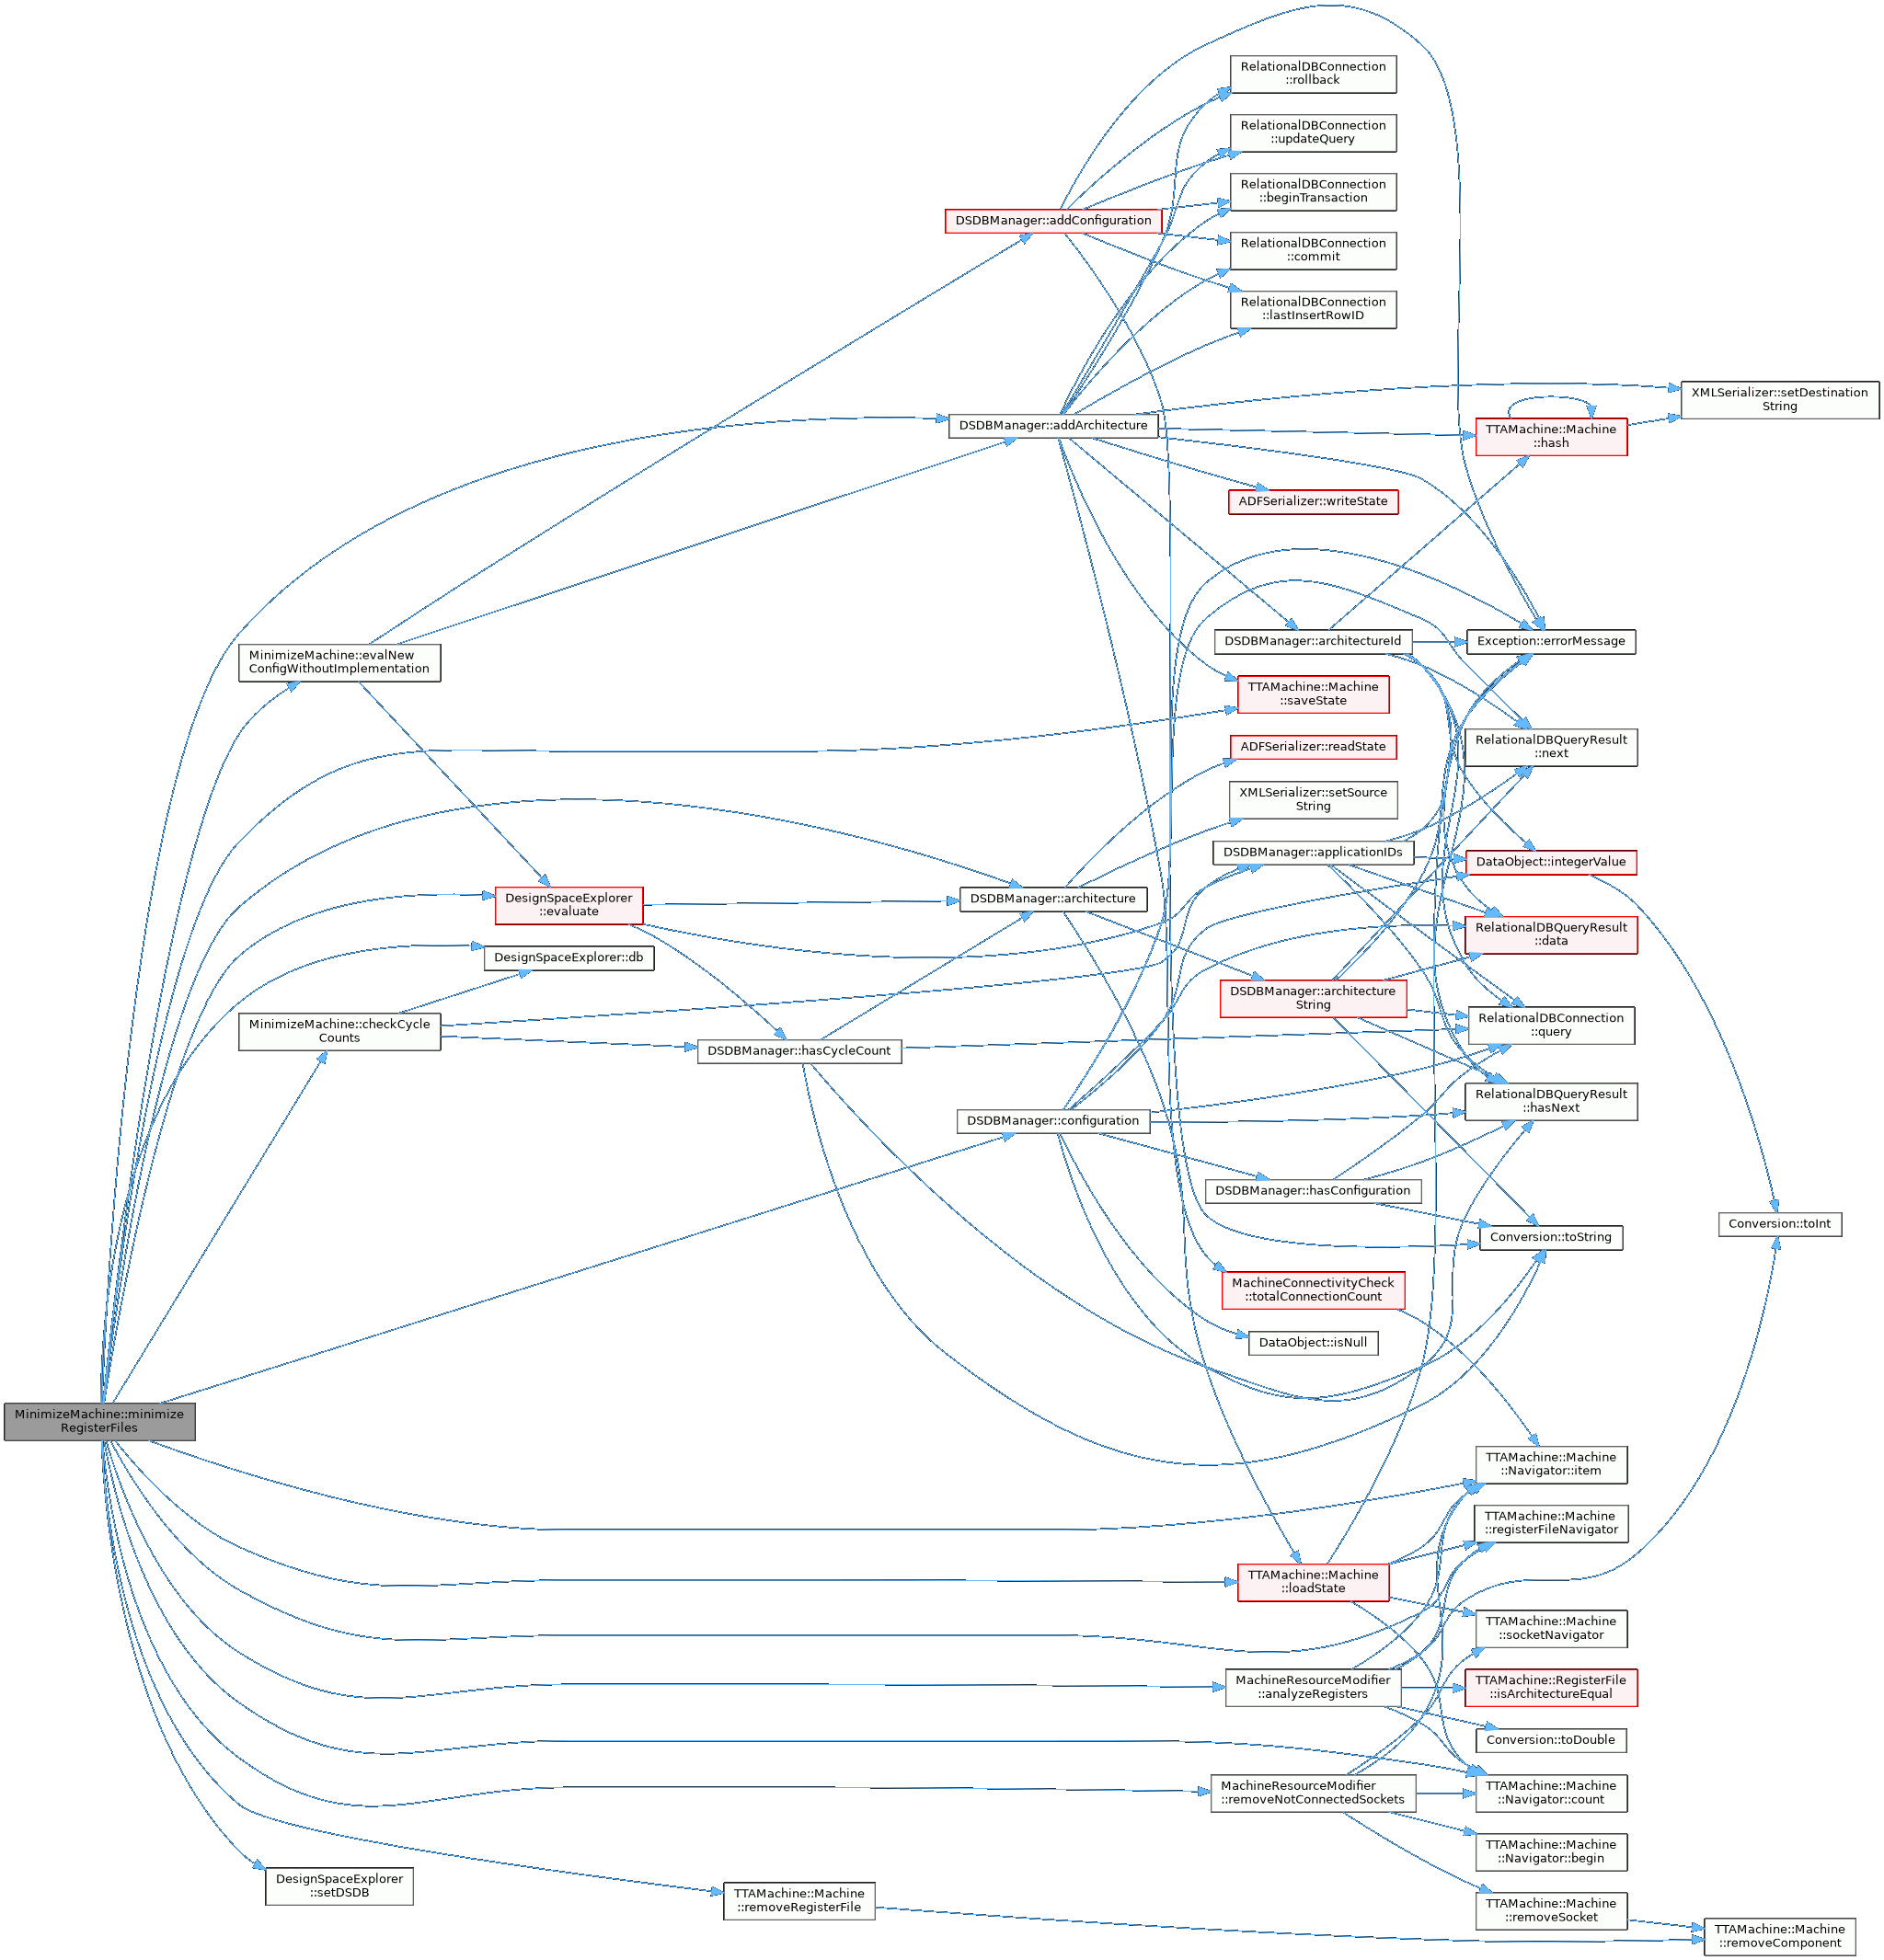 RelationalDBConnection
::rollback
RelationalDBConnection
::updateQuery
RelationalDBConnection
::beginTransaction
DSDBManager::addConfiguration
RelationalDBConnection
::commit
RelationalDBConnection
::lastInsertRowID
XMLSerializer::setDestination
String
DSDBManager::addArchitecture
TTAMachine::Machine
::hash
ADFSerializer::writeState
MinimizeMachine::evalNew
ConfigWithoutImplementation
DSDBManager::architectureId
Exception::errorMessage
TTAMachine::Machine
::saveState
ADFSerializer::readState
RelationalDBQueryResult
::next
XMLSerializer::setSource
String
DSDBManager::applicationIDs
DataObject::integerValue
DesignSpaceExplorer
::evaluate
DSDBManager::architecture
RelationalDBQueryResult
::data
DesignSpaceExplorer::db
DSDBManager::architecture
String
MinimizeMachine::checkCycle
Counts
RelationalDBConnection
::query
DSDBManager::hasCycleCount
DSDBManager::configuration
RelationalDBQueryResult
::hasNext
DSDBManager::hasConfiguration
Conversion::toString
Conversion::toInt
MachineConnectivityCheck
::totalConnectionCount
DataObject::isNull
MinimizeMachine::minimize
RegisterFiles
TTAMachine::Machine
::Navigator::item
TTAMachine::Machine
::registerFileNavigator
TTAMachine::Machine
::loadState
TTAMachine::Machine
::socketNavigator
MachineResourceModifier
::analyzeRegisters
TTAMachine::RegisterFile
::isArchitectureEqual
Conversion::toDouble
MachineResourceModifier
::removeNotConnectedSockets
TTAMachine::Machine
::Navigator::count
TTAMachine::Machine
::Navigator::begin
DesignSpaceExplorer
::setDSDB
TTAMachine::Machine
::removeRegisterFile
TTAMachine::Machine
::removeSocket
TTAMachine::Machine
::removeComponent